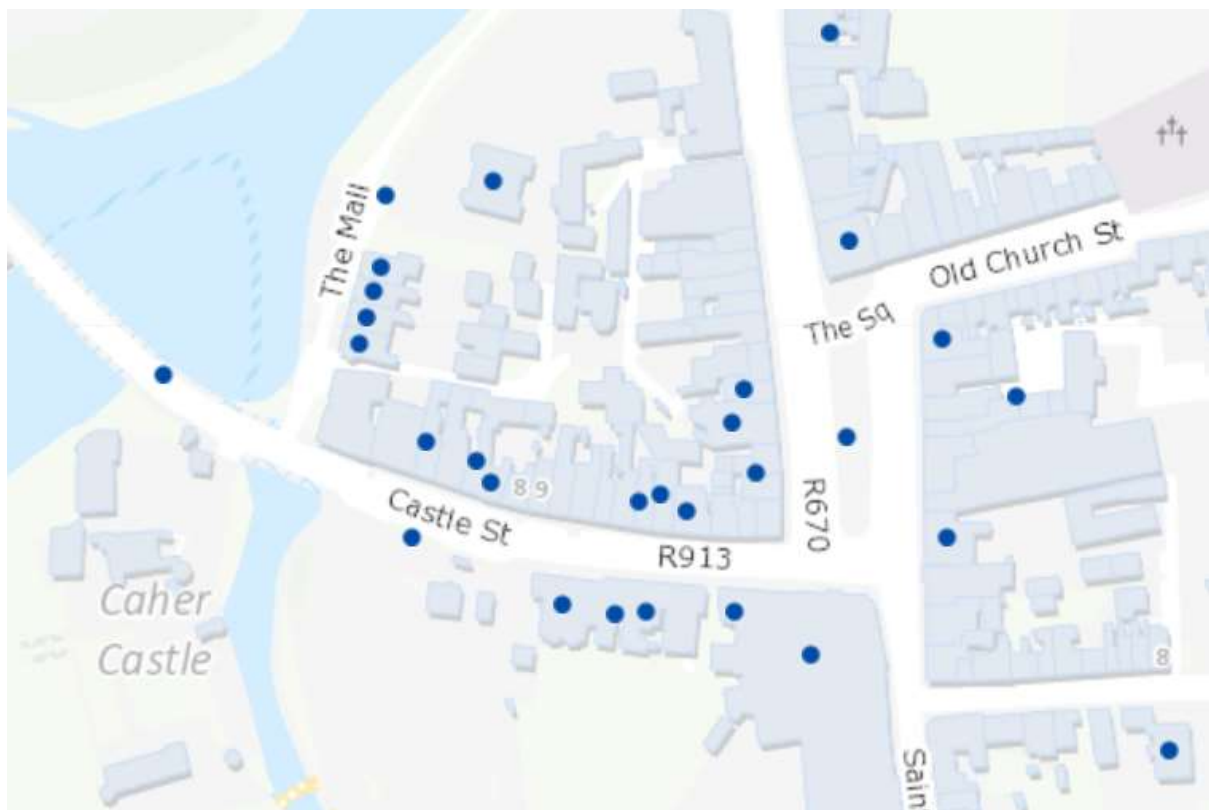 The Mall
Old Church St
The Sq
8 9
Castle St
R670
R913
Caher
Castle
8
Sain